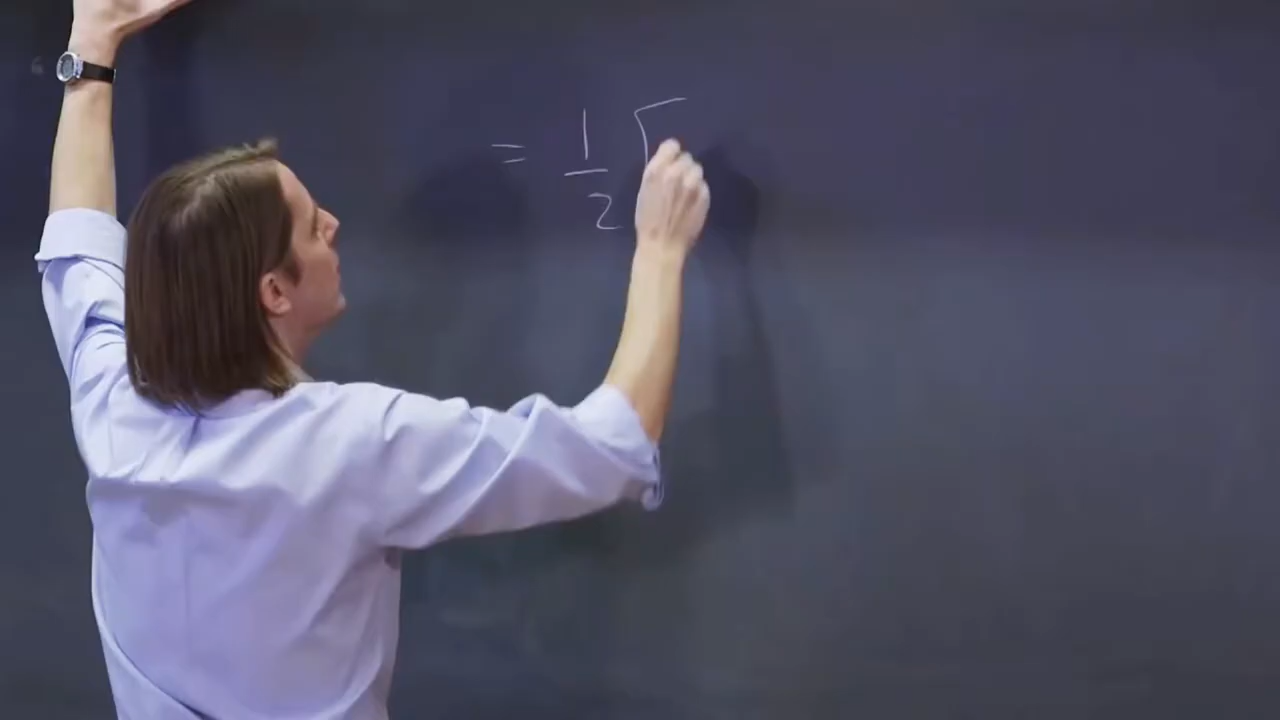 = 1/2